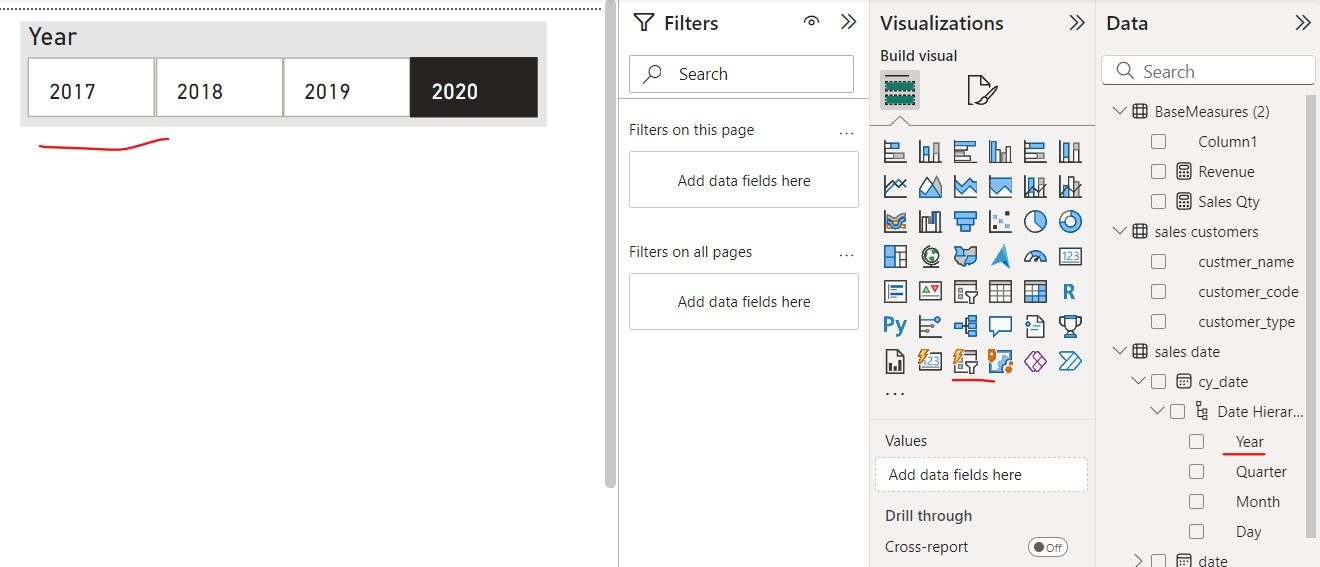 Year
2017
2018
2019
2020
Filters
Search
Filters on this page
...
Add data fields here
Filters on all pages
...
Add data fields here
Visualizations
Build visual
123
R
Py
123
...
Values
Add data fields here
Drill through
Cross-report
Off
Data
Search
BaseMeasures (2)
Column1
Revenue
Sales Qty
sales customers
custmer_name
customer_code
customer_type
sales date
cy_date
Date Hierar...
Year
Quarter
Month
Day
date